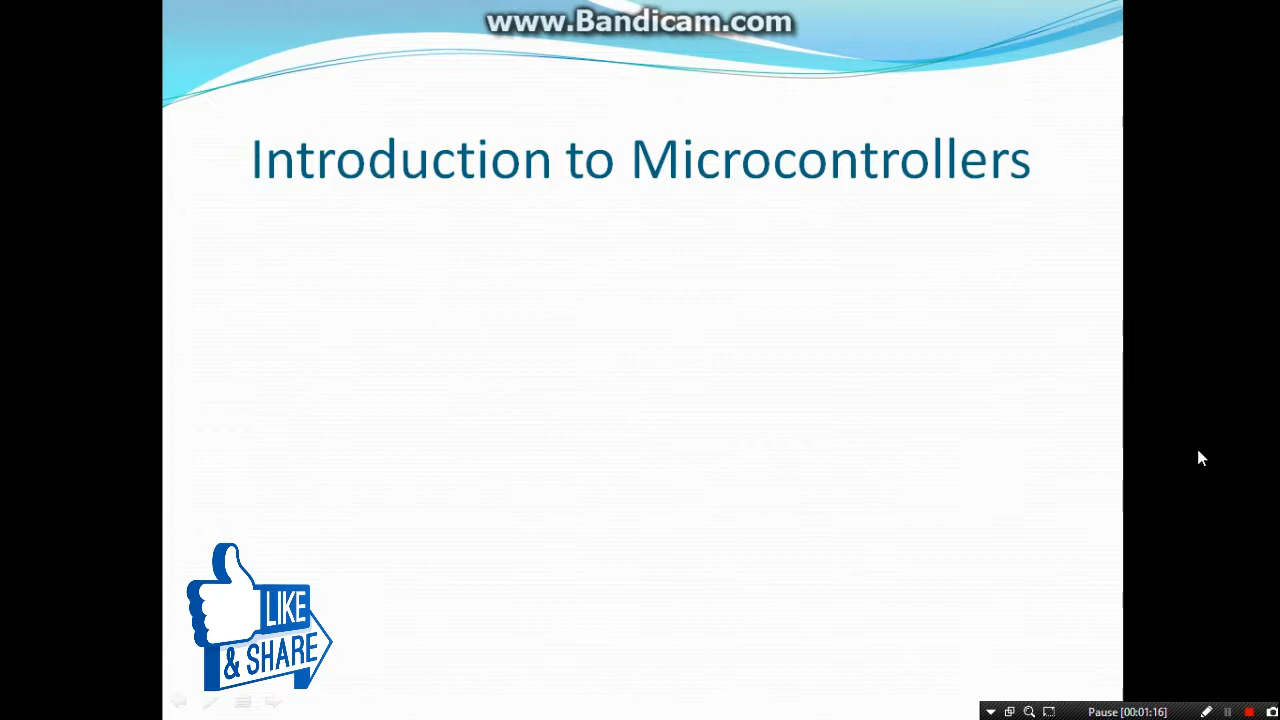 www.Bandicam.com
Introduction to Microcontrollers
LIKE
& SHARE
Pause [00:01:16]